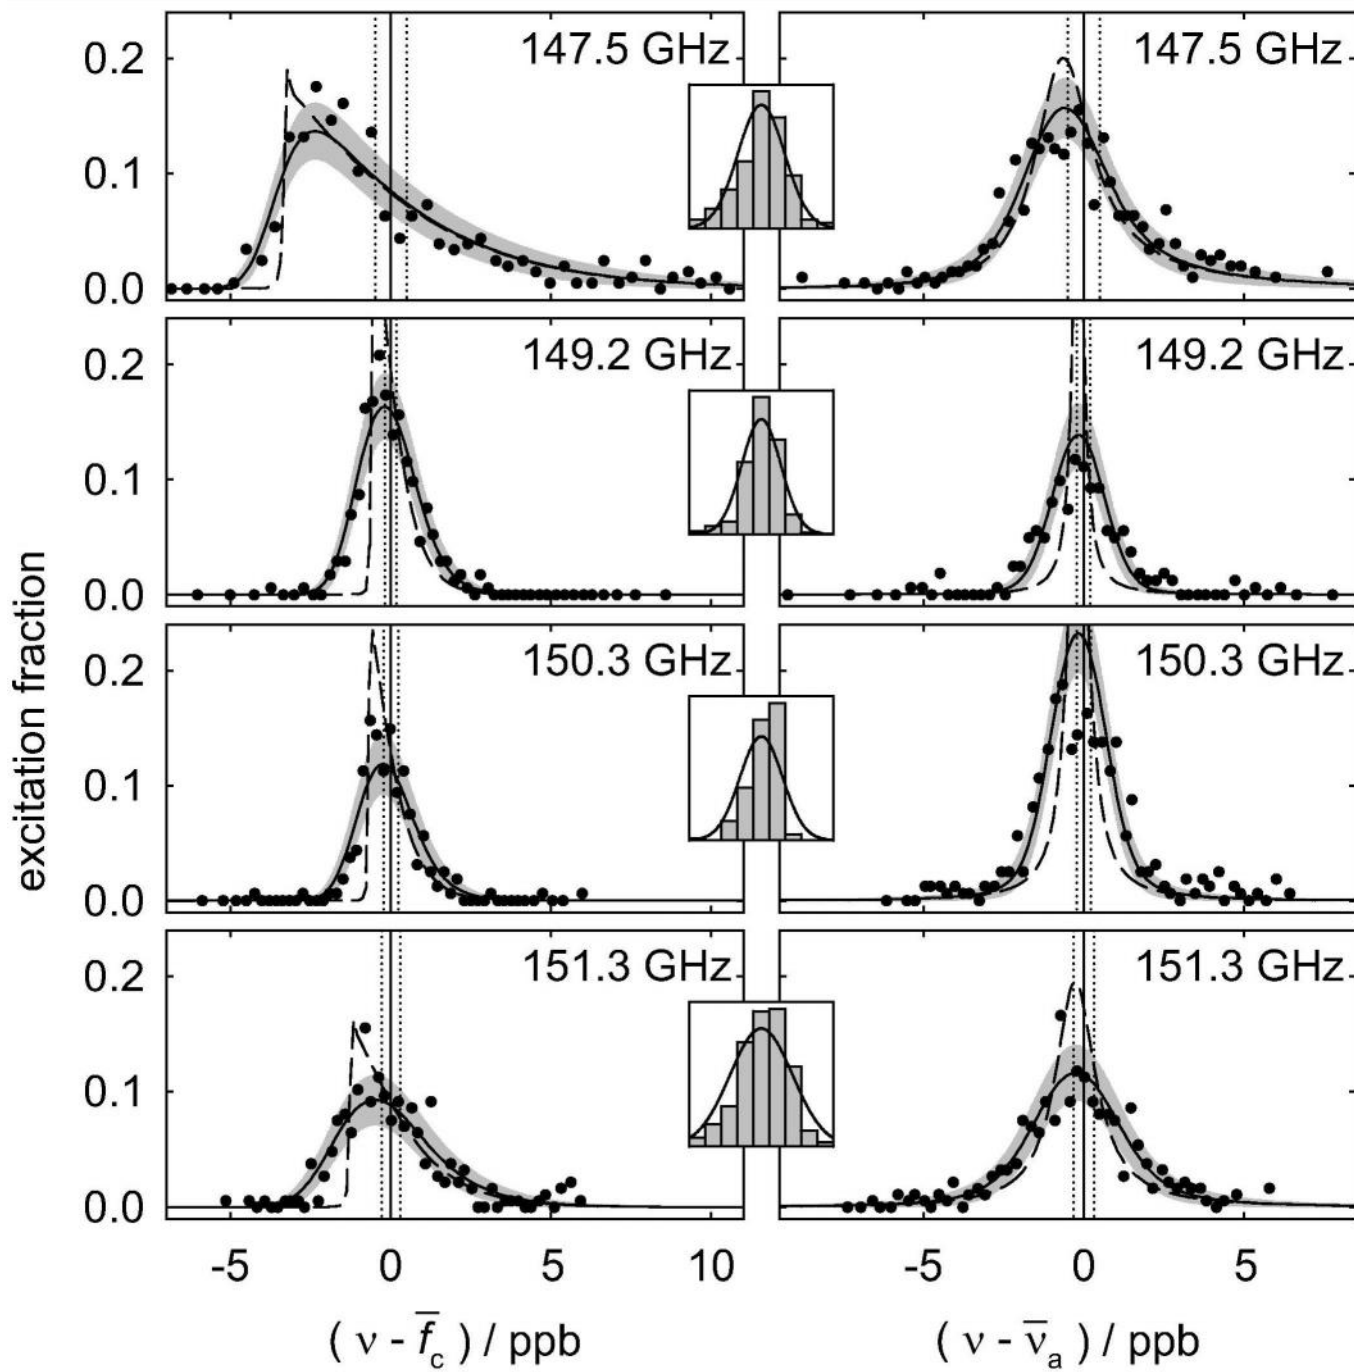 147.5 GHz
147.5 GHz
0.2
0.1
0.0
149.2 GHz
149.2 GHz
0.2
0.1
0.0
150.3 GHz
150.3 GHz
0.2
0.1
0.0
151.3 GHz
151.3 GHz
0.2
0.1
0.0
excitation fraction
-5 0 5 10
-5 0 5
( ν - f̅c ) / ppb
( ν - ν̅a ) / ppb